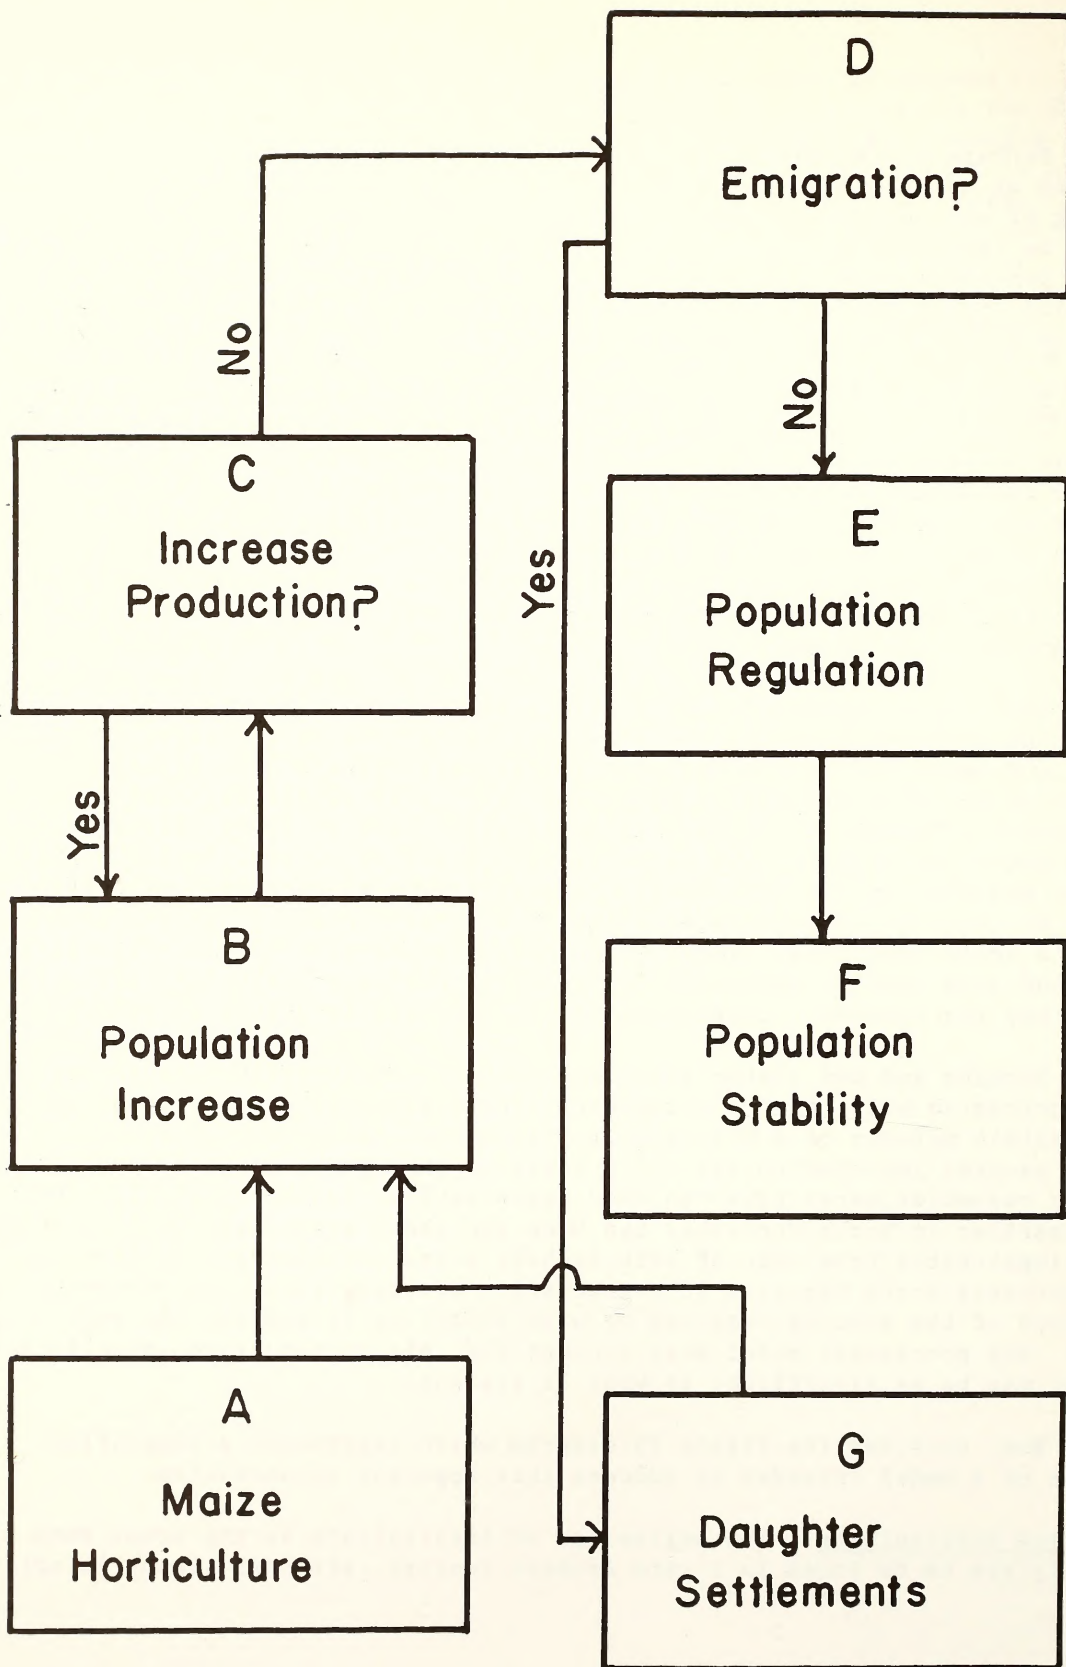 D
Emigration?
No
No
C
Increase
Production?
Yes
E
Population
Regulation
Yes
B
Population
Increase
F
Population
Stability
A
Maize
Horticulture
G
Daughter
Settlements